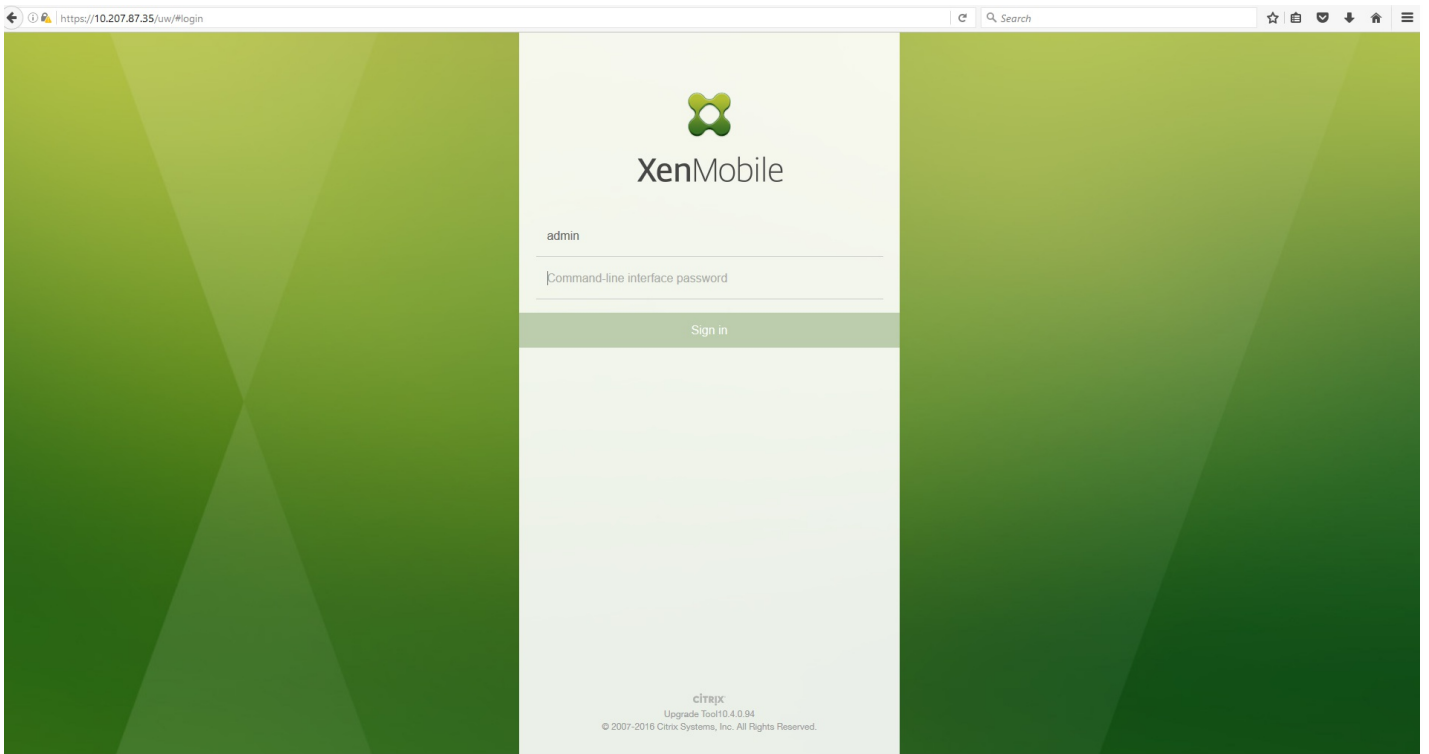 https://10.207.87.35/uw/#login
Search
XenMobile
admin
Command-line interface password
Sign in
CITRIX
Upgrade Tool10.4.0.94
© 2007-2016 Citrix Systems, Inc. All Rights Reserved.